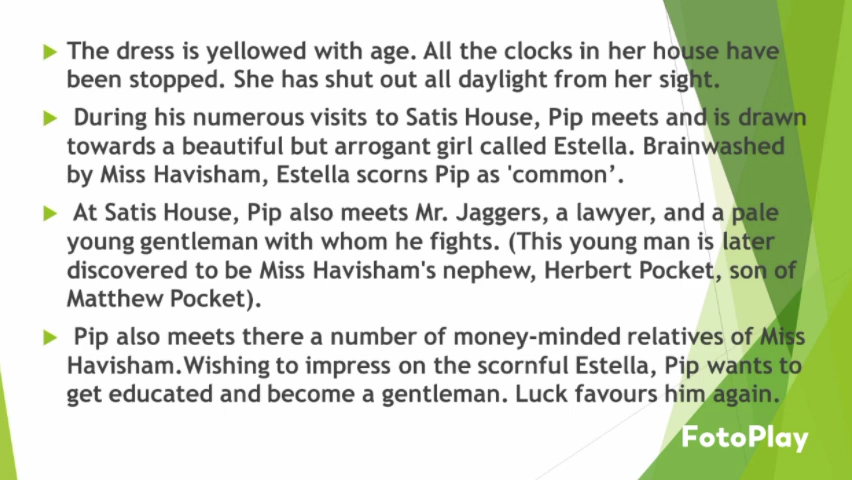 The dress is yellowed with age. All the clocks in her house have
been stopped. She has shut out all daylight from her sight.
During his numerous visits to Satis House, Pip meets and is drawn
towards a beautiful but arrogant girl called Estella. Brainwashed
by Miss Havisham, Estella scorns Pip as 'common’.
At Satis House, Pip also meets Mr. Jaggers, a lawyer, and a pale
young gentleman with whom he fights. (This young man is later
discovered to be Miss Havisham's nephew, Herbert Pocket, son of
Matthew Pocket).
Pip also meets there a number of money-minded relatives of Miss
Havisham.Wishing to impress on the scornful Estella, Pip wants to
get educated and become a gentleman. Luck favours him again.
FotoPlay